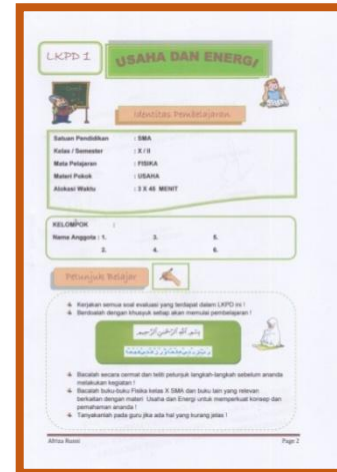 LKPD 1
USAHA DAN ENERGI
Identitas Pembelajaran
Satuan Pendidikan : SMA
Kelas / Semester : X / II
Mata Pelajaran : FISIKA
Materi Pokok : USAHA
Alokasi Waktu : 3 X 45 MENIT
KELOMPOK :
Nama Anggota : 1. 3. 5.
2. 4. 6.
Petunjuk Belajar
Kerjakan semua soal evaluasi yang terdapat dalam LKPD ini !
Berdoalah dengan khusyuk setiap akan memulai pembelajaran !
بِسْمِ اللَّهِ الرَّحْمَنِ الرَّحِيمِ
Bacalah secara cermat dan teliti petunjuk langkah-langkah sebelum ananda
melakukan kegiatan !
Bacalah buku-buku Fisika kelas X SMA dan buku lain yang relevan
berkaitan dengan materi Usaha dan Energi untuk memperkuat konsep dan
pemahaman ananda !
Tanyakanlah pada guru jika ada hal yang kurang jelas !
Page 2